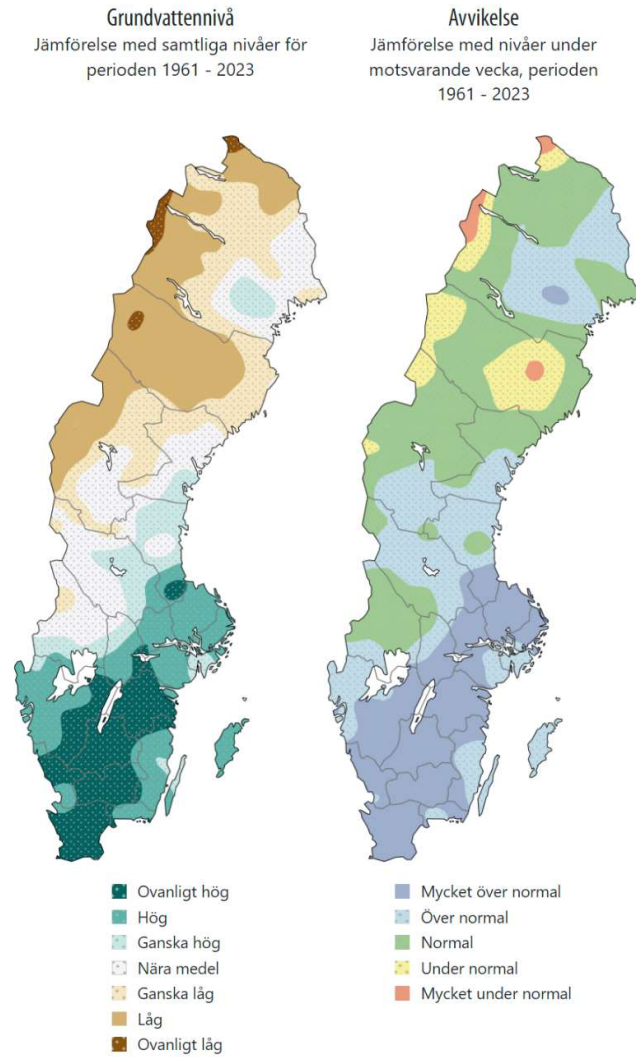 Grundvattennivå
Jämförelse med samtliga nivåer för
perioden 1961 - 2023
Avvikelse
Jämförelse med nivåer under
motsvarande vecka, perioden
1961 - 2023
Ovanligt hög
Hög
Ganska hög
Nära medel
Ganska låg
Låg
Ovanligt låg
Mycket över normal
Över normal
Normal
Under normal
Mycket under normal